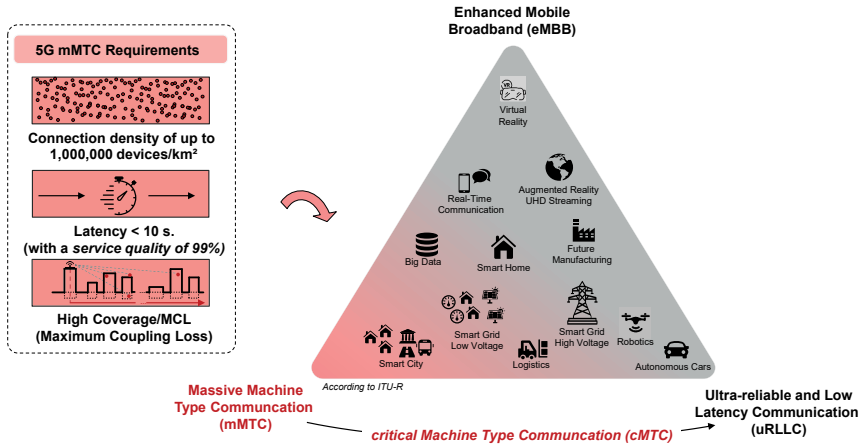 5G mMTC Requirements
Connection density of up to
1,000,000 devices/km²
Latency < 10 s.
(with a service quality of 99%)
High Coverage/MCL
(Maximum Coupling Loss)
Enhanced Mobile
Broadband (eMBB)
VR
Virtual
Reality
Real-Time
Communication
Augmented Reality
UHD Streaming
Big Data
Smart Home
Future
Manufacturing
Smart City
Smart Grid
Low Voltage
Logistics
Smart Grid
High Voltage
Robotics
Autonomous Cars
According to ITU-R
Massive Machine
Type Communcation
(mMTC)
critical Machine Type Communcation (cMTC)
Ultra-reliable and Low
Latency Communication
(uRLLC)